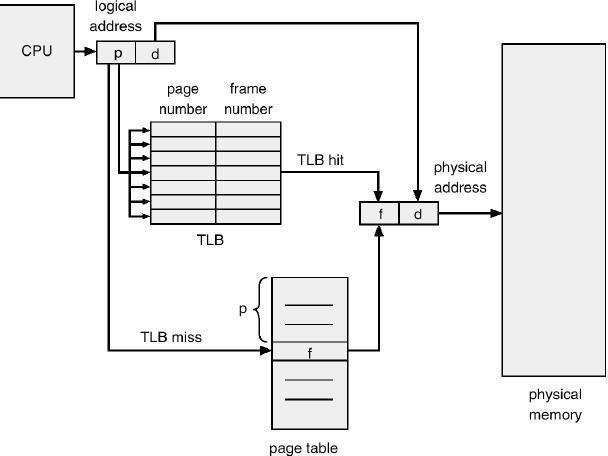 logical
address
CPU
p d
page
number
frame
number
TLB hit
physical
address
f d
TLB
p
TLB miss
f
physical
memory
page table